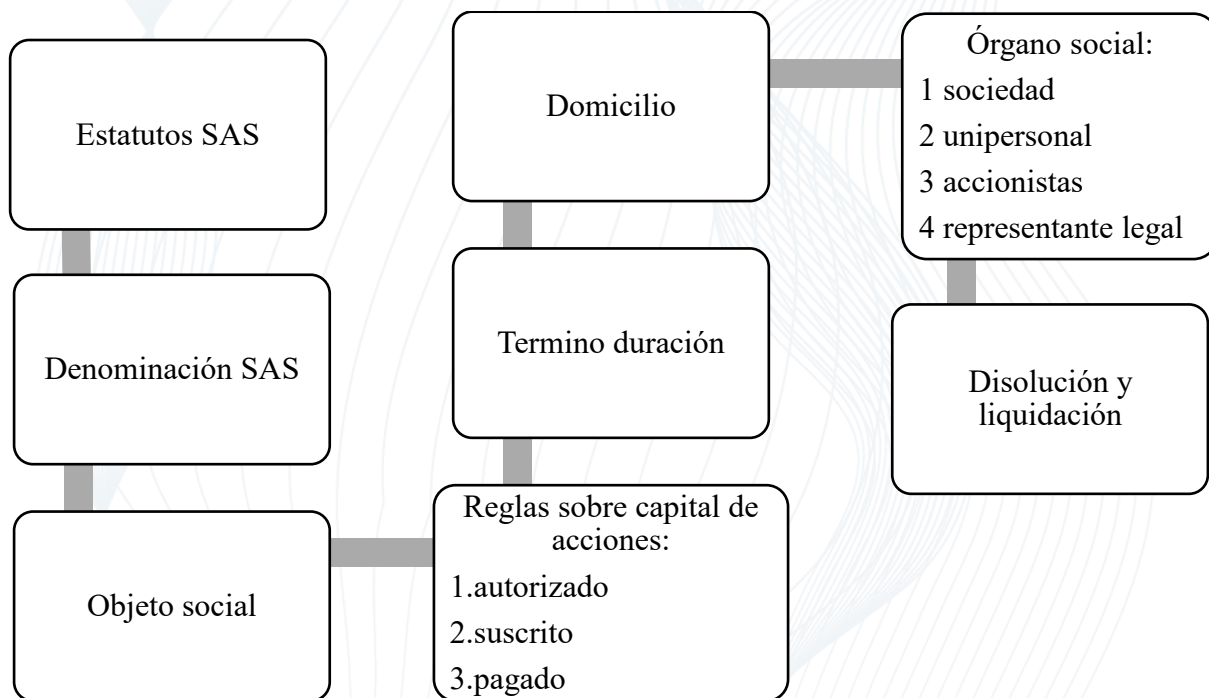 Estatutos SAS
Denominación SAS
Objeto social
Reglas sobre capital de
acciones:
1.autorizado
2.suscrito
3.pagado
Termino duración
Domicilio
Órgano social:
1 sociedad
2 unipersonal
3 accionistas
4 representante legal
Disolución y
liquidación